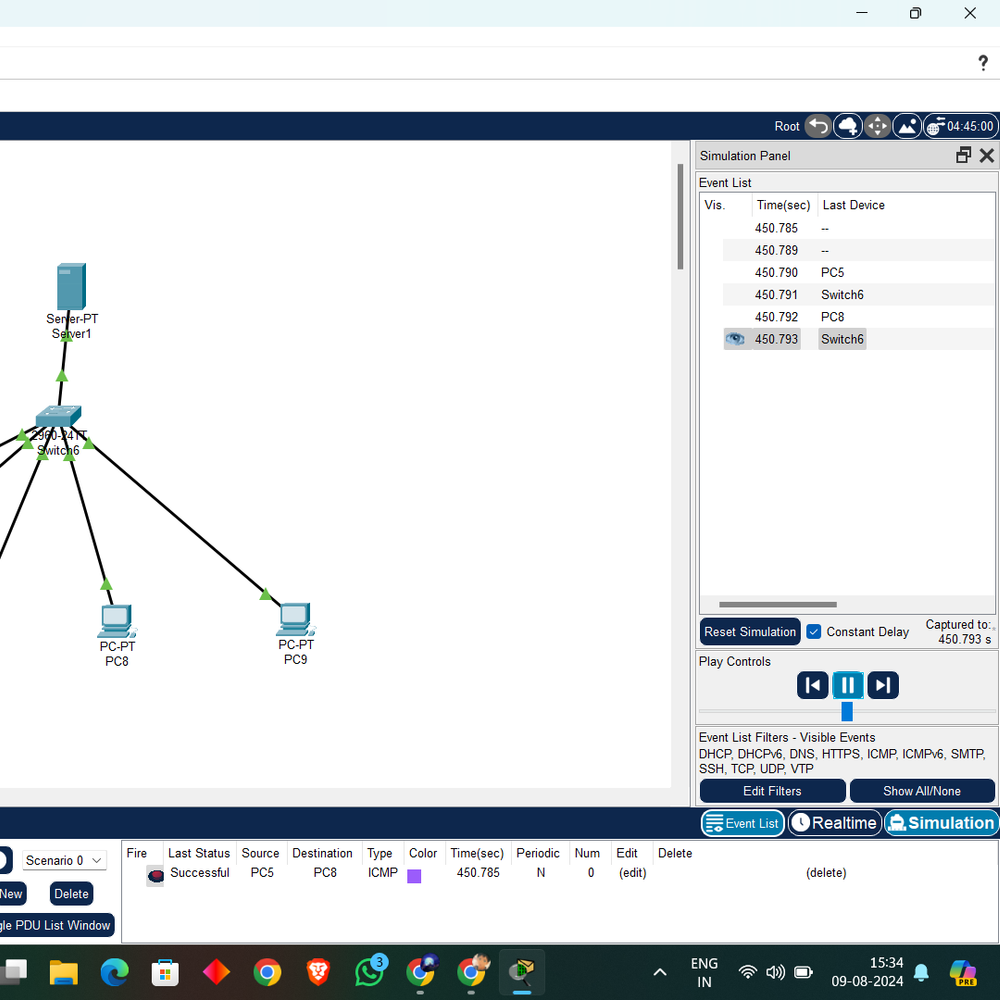 ?
Root
04:45:00
Simulation Panel
Event List
Vis. Time(sec) Last Device
450.785 --
450.789 --
450.790 PC5
450.791 Switch6
450.792 PC8
450.793 Switch6
Server-PT
Server1
2960-24TT
Switch6
PC-PT
PC8
PC-PT
PC9
Reset Simulation Constant Delay Captured to:
450.793 s
Play Controls
Event List Filters - Visible Events
DHCP, DHCPv6, DNS, HTTPS, ICMP, ICMPv6, SMTP,
SSH, TCP, UDP, VTP
Edit Filters Show All/None
Event List Realtime Simulation
Scenario 0
New Delete
gle PDU List Window
Fire Last Status Source Destination Type Color Time(sec) Periodic Num Edit Delete
Successful PC5 PC8 ICMP 450.785 N 0 (edit) (delete)
3
ENG
IN
15:34
09-08-2024
PRE